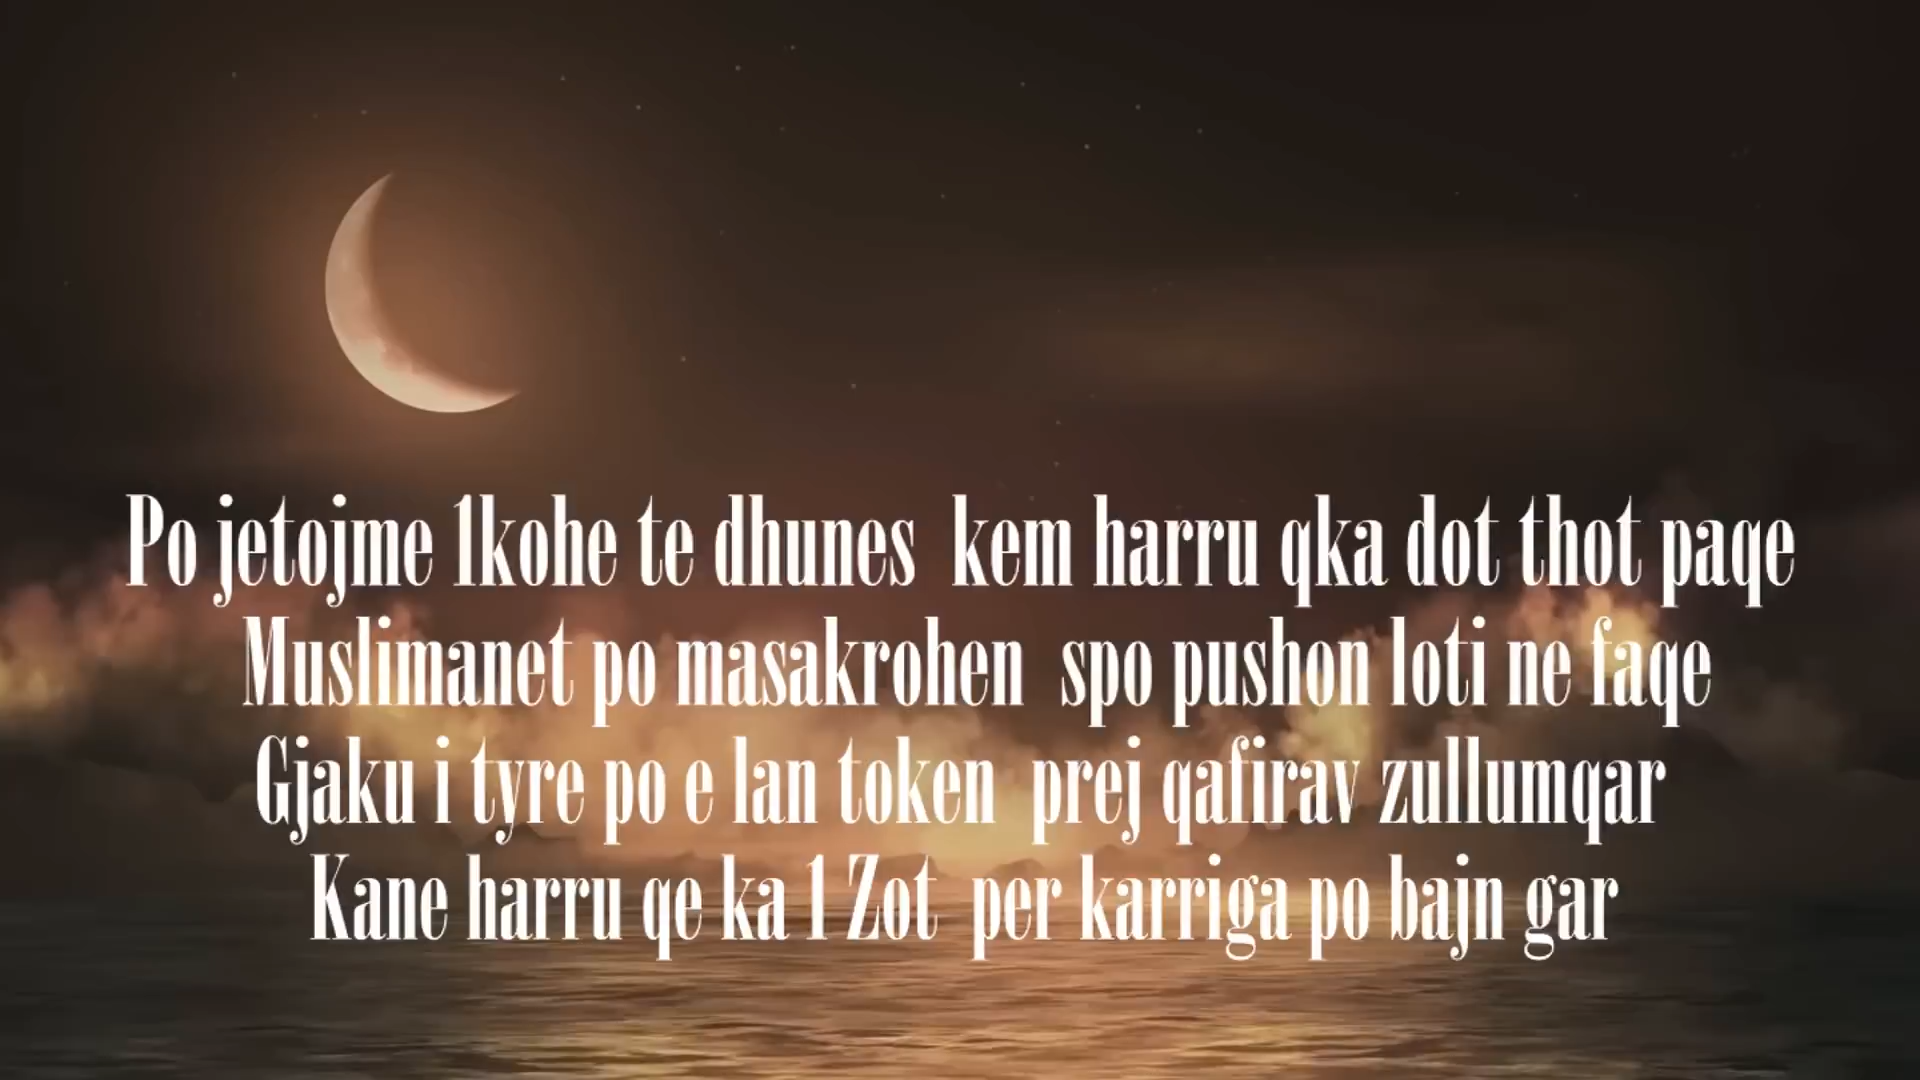 Po jetojme 1kohe te dhunes kem harru qka dot thot paqe
Muslimanet po masakrohen spo pushon loti ne faqe
Gjaku i tyre po e lan token prej qafirav zullumqar
Kane harru qe ka 1 Zot per karriga po bajn gar